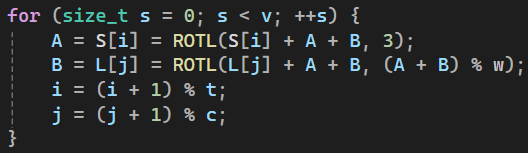 for (size_t s = 0; s < v; ++s) {
    A = S[i] = ROTL(S[i] + A + B, 3);
    B = L[j] = ROTL(L[j] + A + B, (A + B) % w);
    i = (i + 1) % t;
    j = (j + 1) % c;
}